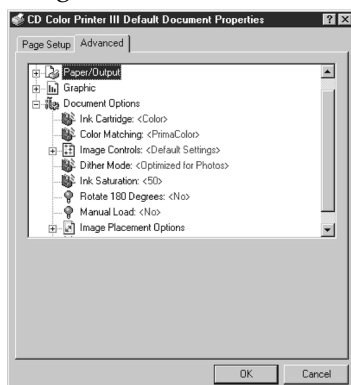 CD Color Printer III Default Document Properties
Page Setup
Advanced
Paper/Output
Graphic
Document Options
Ink Cartridge: <Color>
Color Matching: <PrimaColor>
Image Controls: <Default Settings>
Dither Mode: <Optimized for Photos>
Ink Saturation: <50>
Rotate 180 Degrees: <No>
Manual Load: <No>
Image Placement Options
OK
Cancel